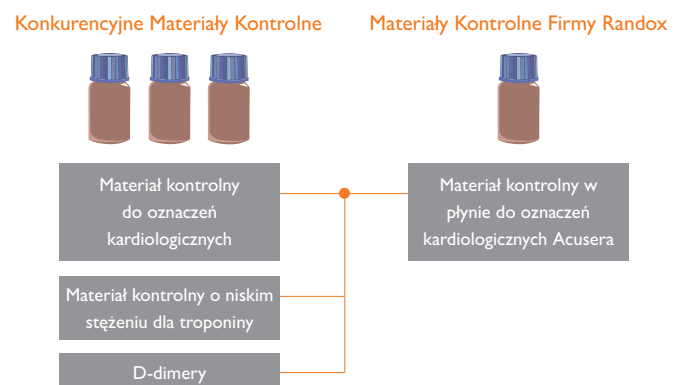 Konkurencyjne Materiały Kontrolne
Materiały Kontrolne Firmy Randox
Materiał kontrolny
do oznaczeń
kardiologicznych
Materiał kontrolny w
płynie do oznaczeń
kardiologicznych Acusera
Materiał kontrolny o niskim
stężeniu dla troponiny
D-dimery